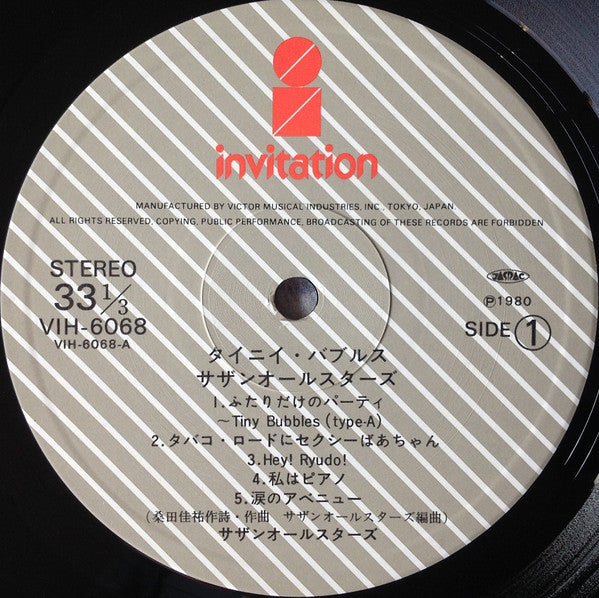 invitation
MANUFACTURED BY VICTOR MUSICAL INDUSTRIES, INC., TOKYO, JAPAN.
ALL RIGHTS RESERVED, COPYING, PUBLIC PERFORMANCE, BROADCASTING OF THESE RECORDS ARE FORBIDDEN
STEREO
33 1/3
VIH-6068
VIH-6068-A
JASRAC
Ⓟ1980
SIDE 1
タイニイ・バブルス
サザンオールスターズ
1.ふたりだけのパーティ
～Tiny Bubbles (type-A)
2.タバコ・ロードにセクシーばあちゃん
3.Hey! Ryudo!
4.私はピアノ
5.涙のアベニュー
(桑田佳祐作詩・作曲 サザンオールスターズ編曲)
サザンオールスターズ